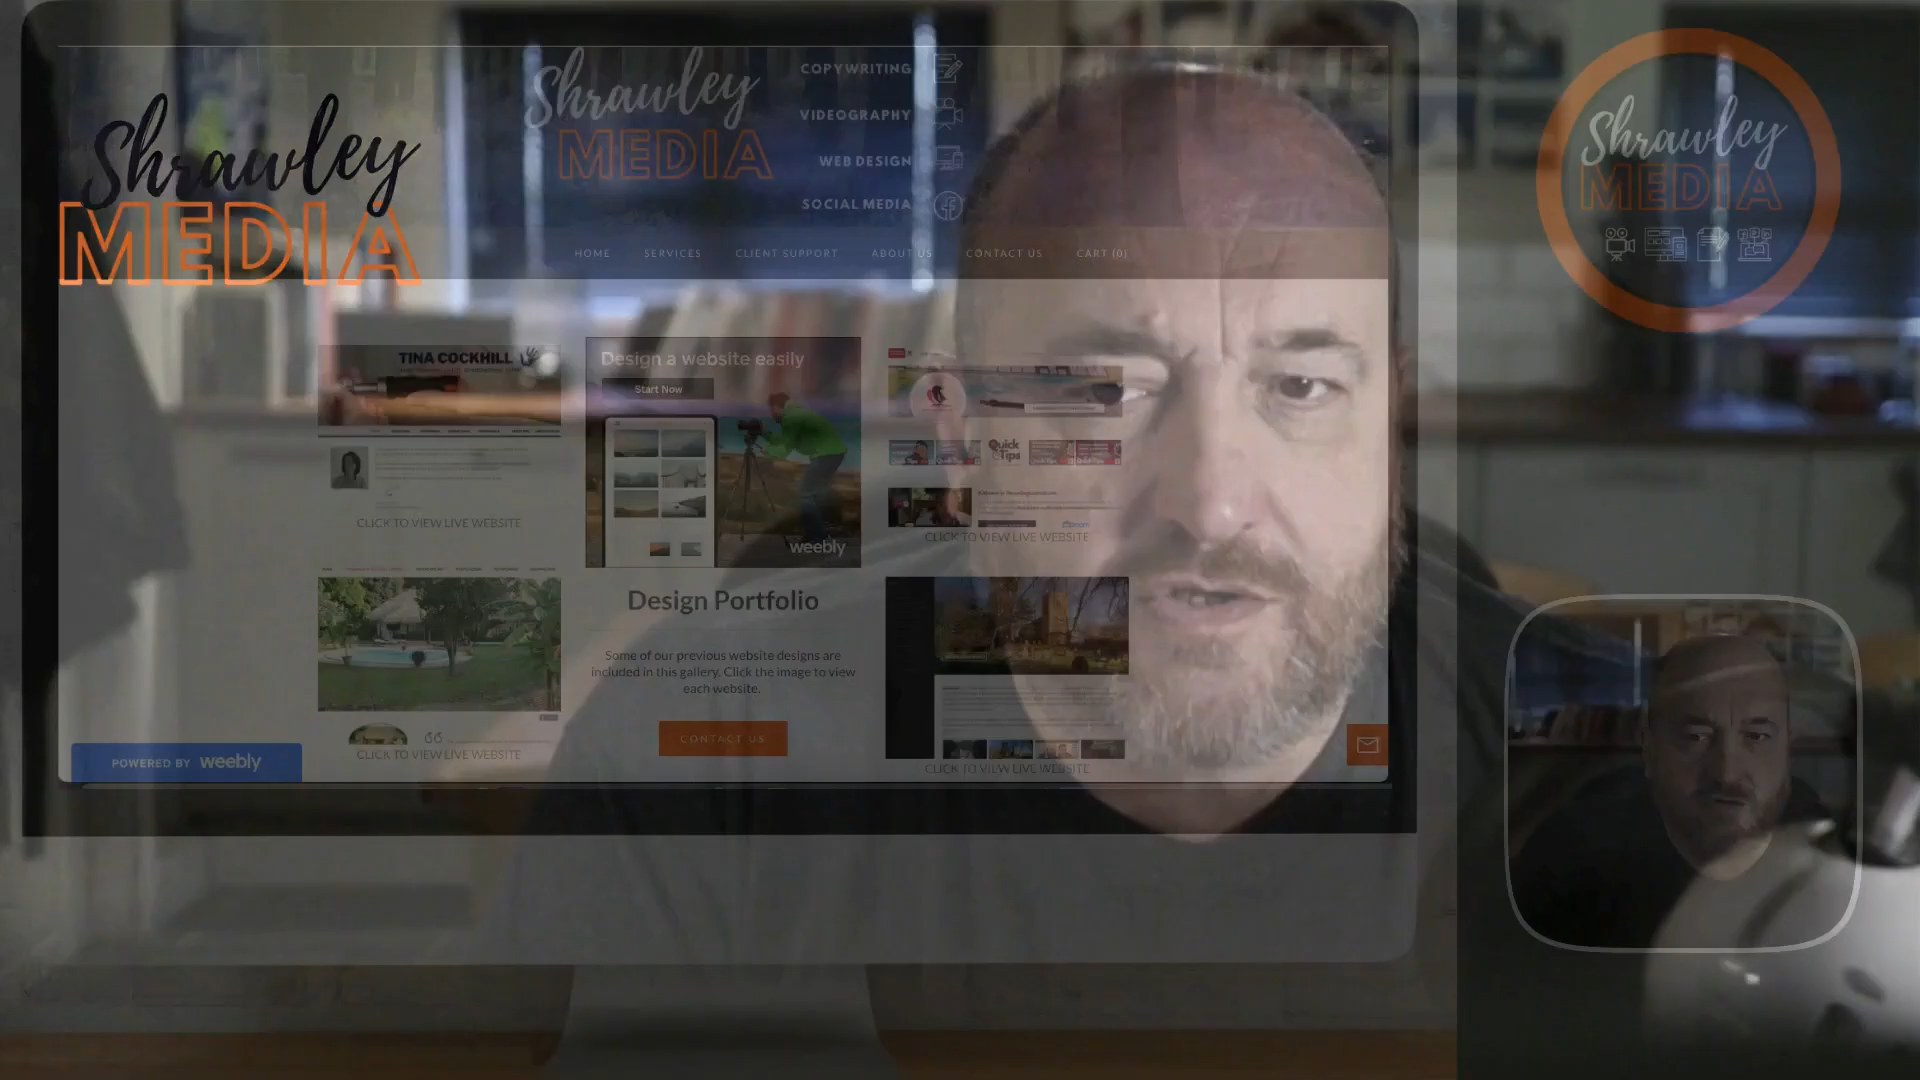 Shrawley
MEDIA
Shrawley
MEDIA
COPYWRITING
VIDEOGRAPHY
WEB DESIGN
SOCIAL MEDIA
Shrawley
MEDIA
HOME SERVICES CLIENT SUPPORT ABOUT US CONTACT US CART (0)
TINA COCKHILL
CLICK TO VIEW LIVE WEBSITE
Design a website easily
Start Now
weebly
Quick
Tips
CLICK TO VIEW LIVE WEBSITE
Design Portfolio
Some of our previous website designs are
included in this gallery. Click the image to view
each website.
CONTACT US
CLICK TO VIEW LIVE WEBSITE
CLICK TO VIEW LIVE WEBSITE
POWERED BY weebly